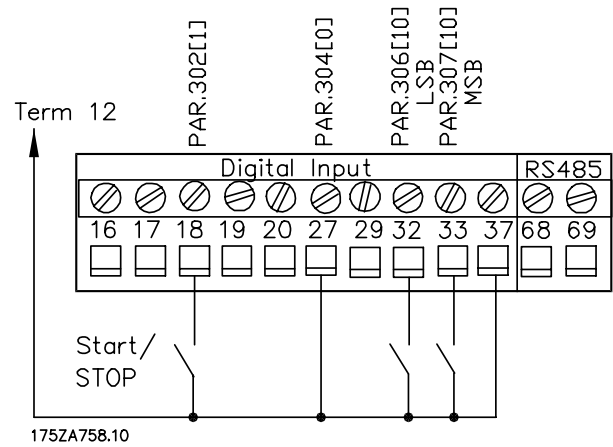 PAR.302[1]
PAR.304[0]
PAR.306[10]
LSB
PAR.307[10]
MSB
Term 12
Digital Input
RS485
16 17 18 19 20 27 29 32 33 37 68 69
Start/
STOP
175ZA758.10